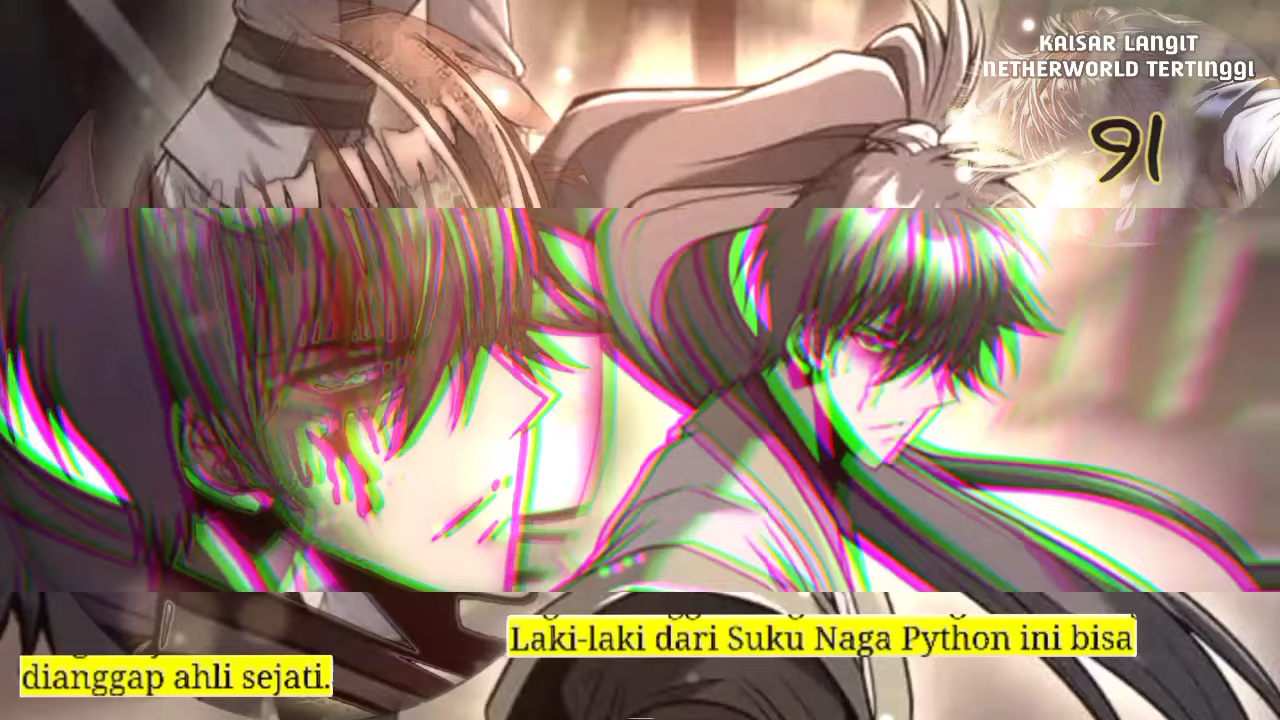 KAISAR LANGIT
NETHERWORLD TERTINGGI
91
Laki-laki dari Suku Naga Python ini bisa
dianggap ahli sejati.